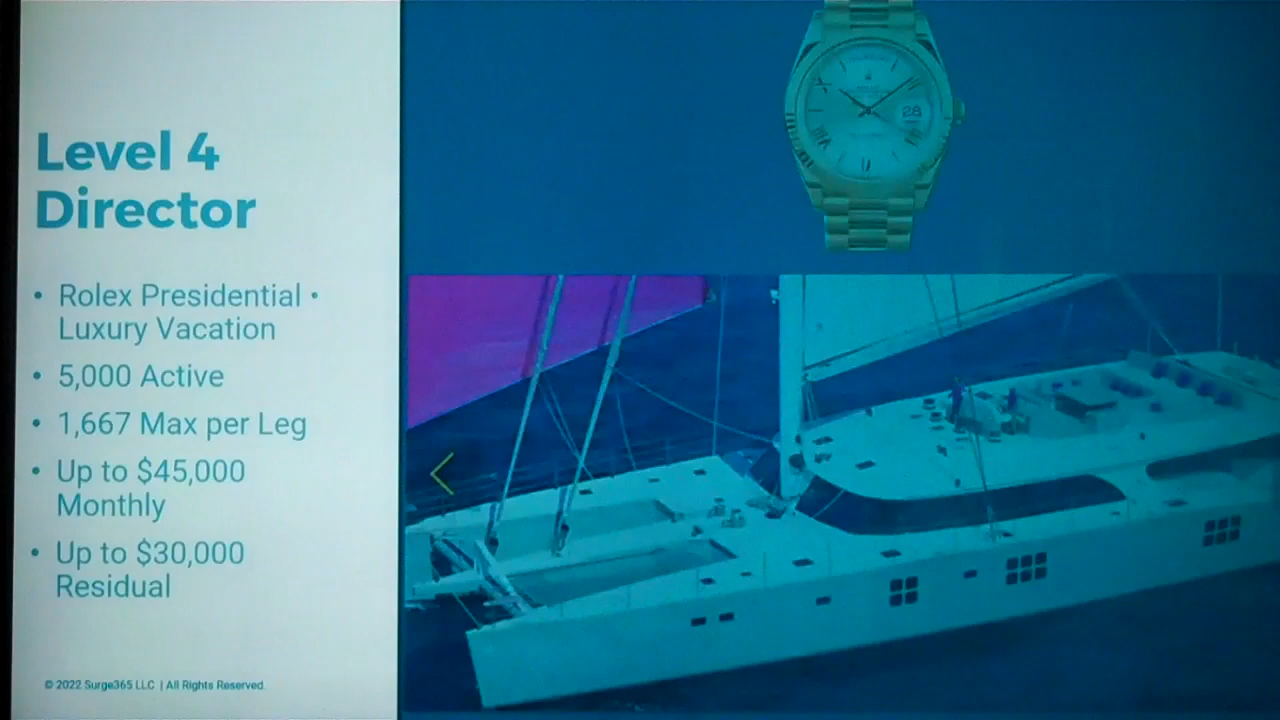 Level 4
Director
• Rolex Presidential •
Luxury Vacation
• 5,000 Active
• 1,667 Max per Leg
• Up to $45,000
Monthly
• Up to $30,000
Residual
© 2022 Surge365 LLC | All Rights Reserved.
28